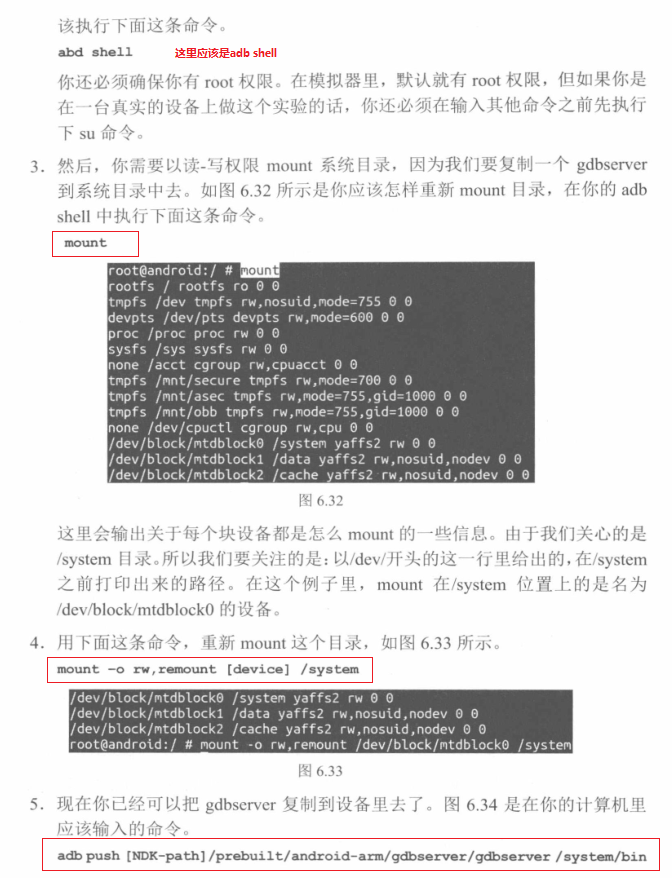 该执行下面这条命令。
abd shell 这里应该是adb shell
你还必须确保你有 root 权限。在模拟器里，默认就有 root 权限，但如果你是
在一台真实的设备上做这个实验的话，你还必须在输入其他命令之前先执行
下 su 命令。
3．然后，你需要以读-写权限 mount 系统目录，因为我们要复制一个 gdbserver
到系统目录中去。如图 6.32 所示是你应该怎样重新 mount 目录，在你的 adb
shell 中执行下面这条命令。
mount
root@android:/ # mount
rootfs / rootfs ro 0 0
tmpfs /dev tmpfs rw,nosuid,mode=755 0 0
devpts /dev/pts devpts rw,mode=600 0 0
proc /proc proc rw 0 0
sysfs /sys sysfs rw 0 0
none /acct cgroup rw,cpuacct 0 0
tmpfs /mnt/secure tmpfs rw,mode=700 0 0
tmpfs /mnt/asec tmpfs rw,mode=755,gid=1000 0 0
tmpfs /mnt/obb tmpfs rw,mode=755,gid=1000 0 0
none /dev/cpuctl cgroup rw,cpu 0 0
/dev/block/mtdblock0 /system yaffs2 rw 0 0
/dev/block/mtdblock1 /data yaffs2 rw,nosuid,nodev 0 0
/dev/block/mtdblock2 /cache yaffs2 rw,nosuid,nodev 0 0
图 6.32
这里会输出关于每个块设备都是怎么 mount 的一些信息。由于我们关心的是
/system 目录。所以我们要关注的是：以/dev/开头的这一行里给出的，在/system
之前打印出来的路径。在这个例子里，mount 在/system 位置上的是名为
/dev/block/mtdblock0 的设备。
4．用下面这条命令，重新 mount 这个目录，如图 6.33 所示。
mount –o rw,remount [device] /system
/dev/block/mtdblock0 /system yaffs2 rw 0 0
/dev/block/mtdblock1 /data yaffs2 rw,nosuid,nodev 0 0
/dev/block/mtdblock2 /cache yaffs2 rw,nosuid,nodev 0 0
root@android:/ # mount -o rw,remount /dev/block/mtdblock0 /system
图 6.33
5．现在你已经可以把 gdbserver 复制到设备里去了。图 6.34 是在你的计算机里
应该输入的命令。
adb push [NDK-path]/prebuilt/android-arm/gdbserver/gdbserver /system/bin